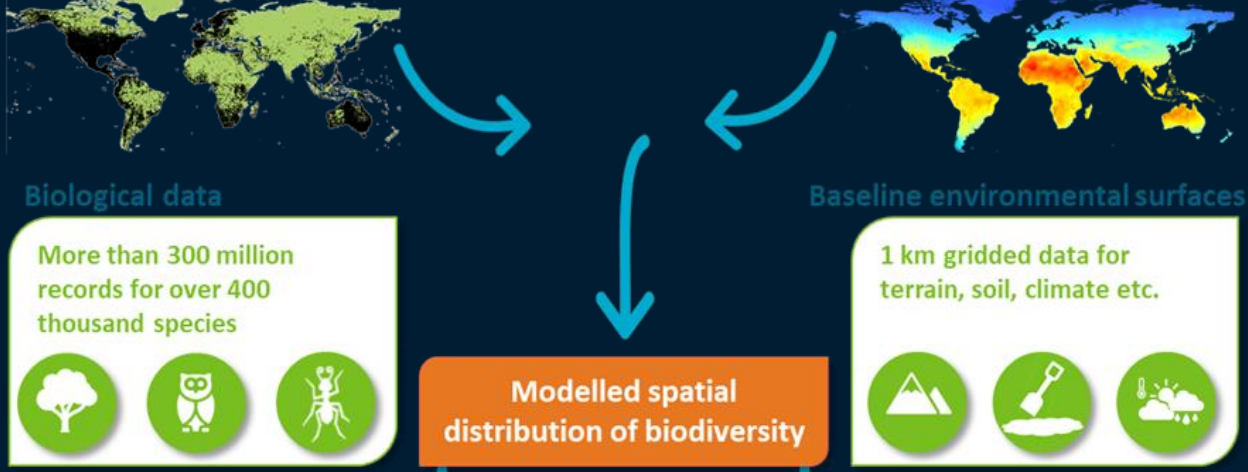 Biological data
More than 300 million
records for over 400
thousand species
Modelled spatial
distribution of biodiversity
Baseline environmental surfaces
1 km gridded data for
terrain, soil, climate etc.